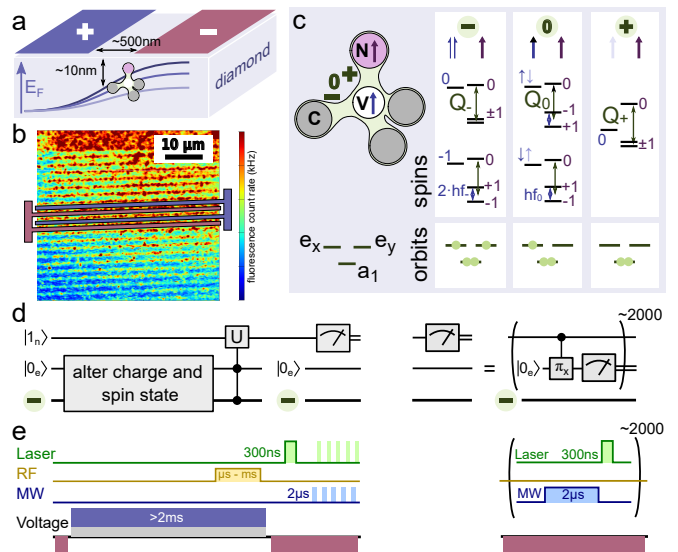 a
+
−
~500nm
~10nm
E_F
diamond
b
10 µm
fluorescence count rate (kHz)
c
N
0
+
−
V
C
e_x
e_y
a_1
spins
orbits
−
0
+
0
0
Q_-
±1
↑↓
0
Q_0
-1
+1
0
Q_+
0
±1
-1
0
2·hf_-
+1
-1
↓↑
0
hf_0
+1
-1
d
|1_n⟩
U
|0_e⟩
alter charge and
spin state
|0_e⟩
−
=
~2000
|0_e⟩
π_x
−
e
Laser
300ns
RF
µs - ms
MW
2µs
Voltage
>2ms
~2000
Laser
300ns
MW
2µs